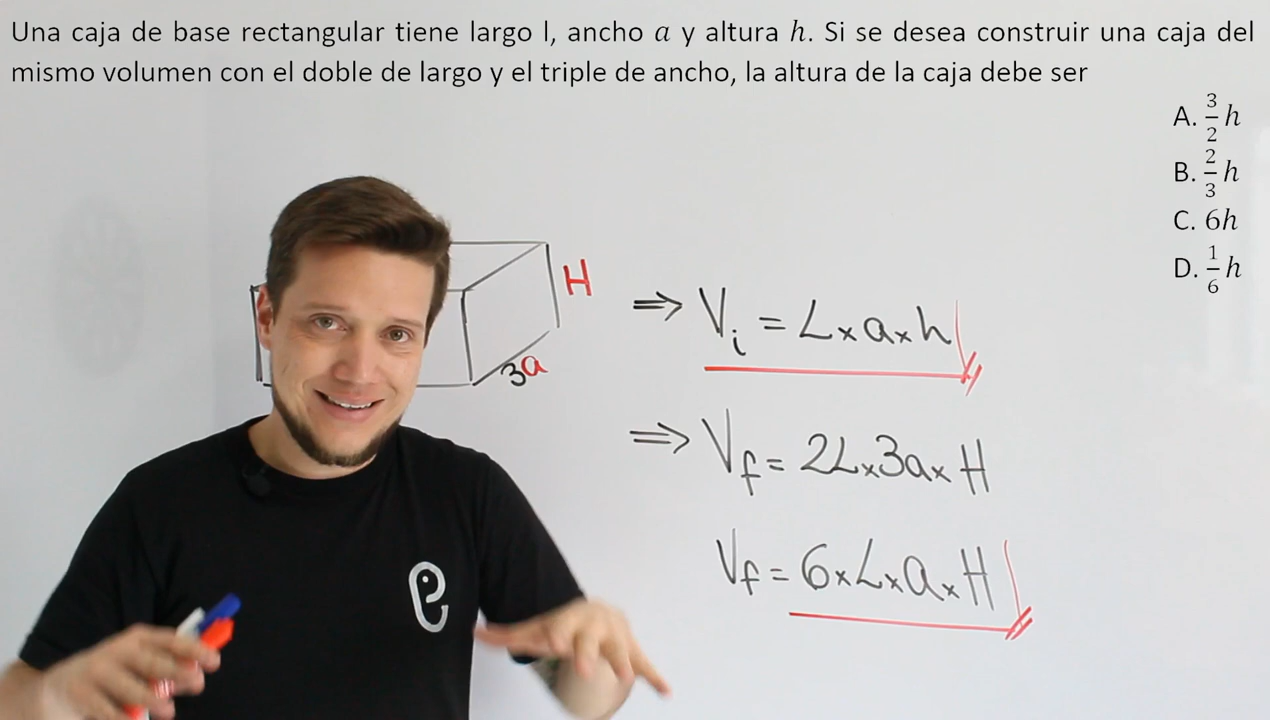 Una caja de base rectangular tiene largo l, ancho a y altura h. Si se desea construir una caja del
mismo volumen con el doble de largo y el triple de ancho, la altura de la caja debe ser
A. 3/2 h
B. 2/3 h
C. 6h
D. 1/6 h
H
3a
⇒ Vi = L×a×h
⇒ Vf = 2L×3a×H
Vf = 6×L×a×H
e